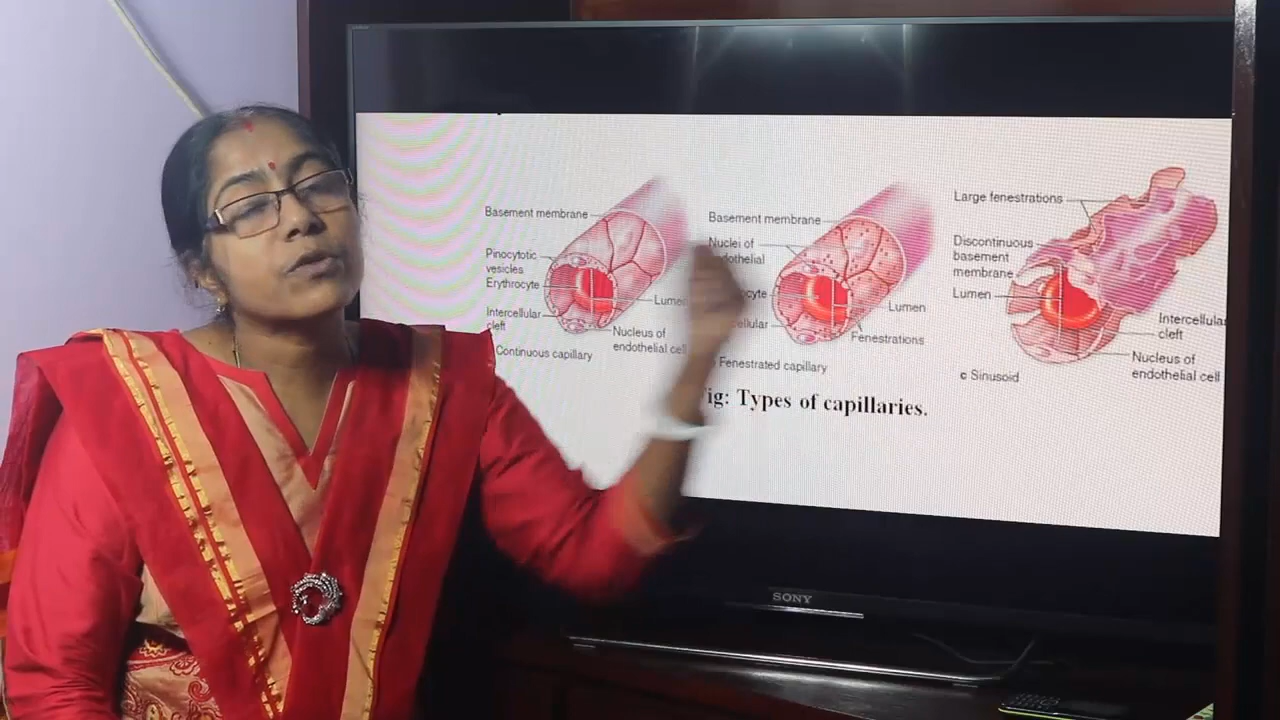 Basement membrane
Pinocytotic
vesicles
Erythrocyte
Intercellular
cleft
Lumen
Nucleus of
endothelial cell
Continuous capillary
Basement membrane
Nuclei of
Lumen
Fenestrations
Fenestrated capillary
Large fenestrations
Discontinuous
basement
membrane
Lumen
Intercellular
cleft
Nucleus of
endothelial cell
c Sinusoid
Types of capillaries.
SONY